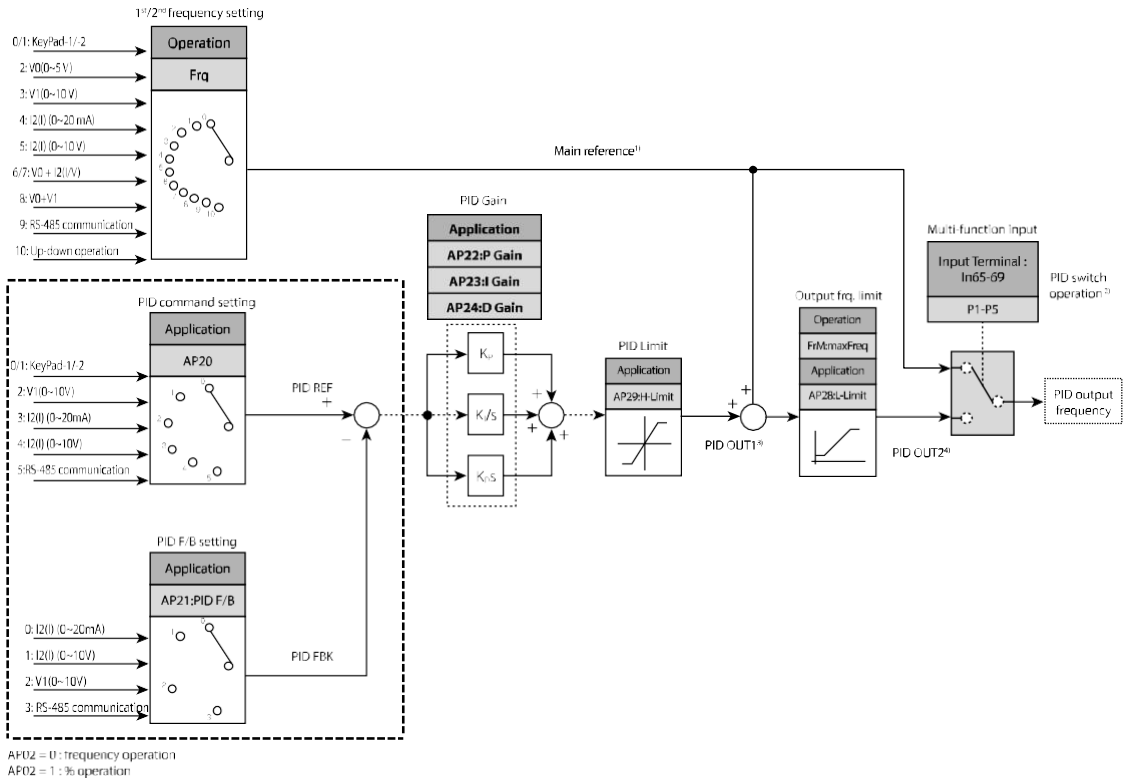 1st/2nd frequency setting
Operation
Frq
0/1: KeyPad-1/-2
2: V0(0~5 V)
3: V1(0~10 V)
4: I2(I) (0~20 mA)
5: I2(I) (0~10 V)
6/7: V0 + I2(I/V)
8: V0+V1
9: RS-485 communication
10: Up-down operation
Main reference1)
PID Gain
Application
AP22:P Gain
AP23:I Gain
AP24:D Gain
Multi-function input
Input Terminal :
In65-69
P1-P5
PID switch
operation2)
PID command setting
Application
AP20
0/1: KeyPad-1/-2
2: V1(0~10V)
3: I2(I) (0~20mA)
4: I2(I) (0~10V)
5:RS-485 communication
PID REF
+
−
KP
KI/S
KDS
+
+
+
PID Limit
Application
AP29:H-Limit
PID OUT13)
+
+
Output frq. limit
Operation
FrM:maxFreq
Application
AP28:L-Limit
PID OUT24)
PID output
frequency
PID F/B setting
Application
AP21:PID F/B
0: I2(I) (0~20mA)
1: I2(I) (0~10V)
2: V1(0~10V)
3: RS-485 communication
PID FBK
AP02 = 0 : frequency operation
AP02 = 1 : % operation